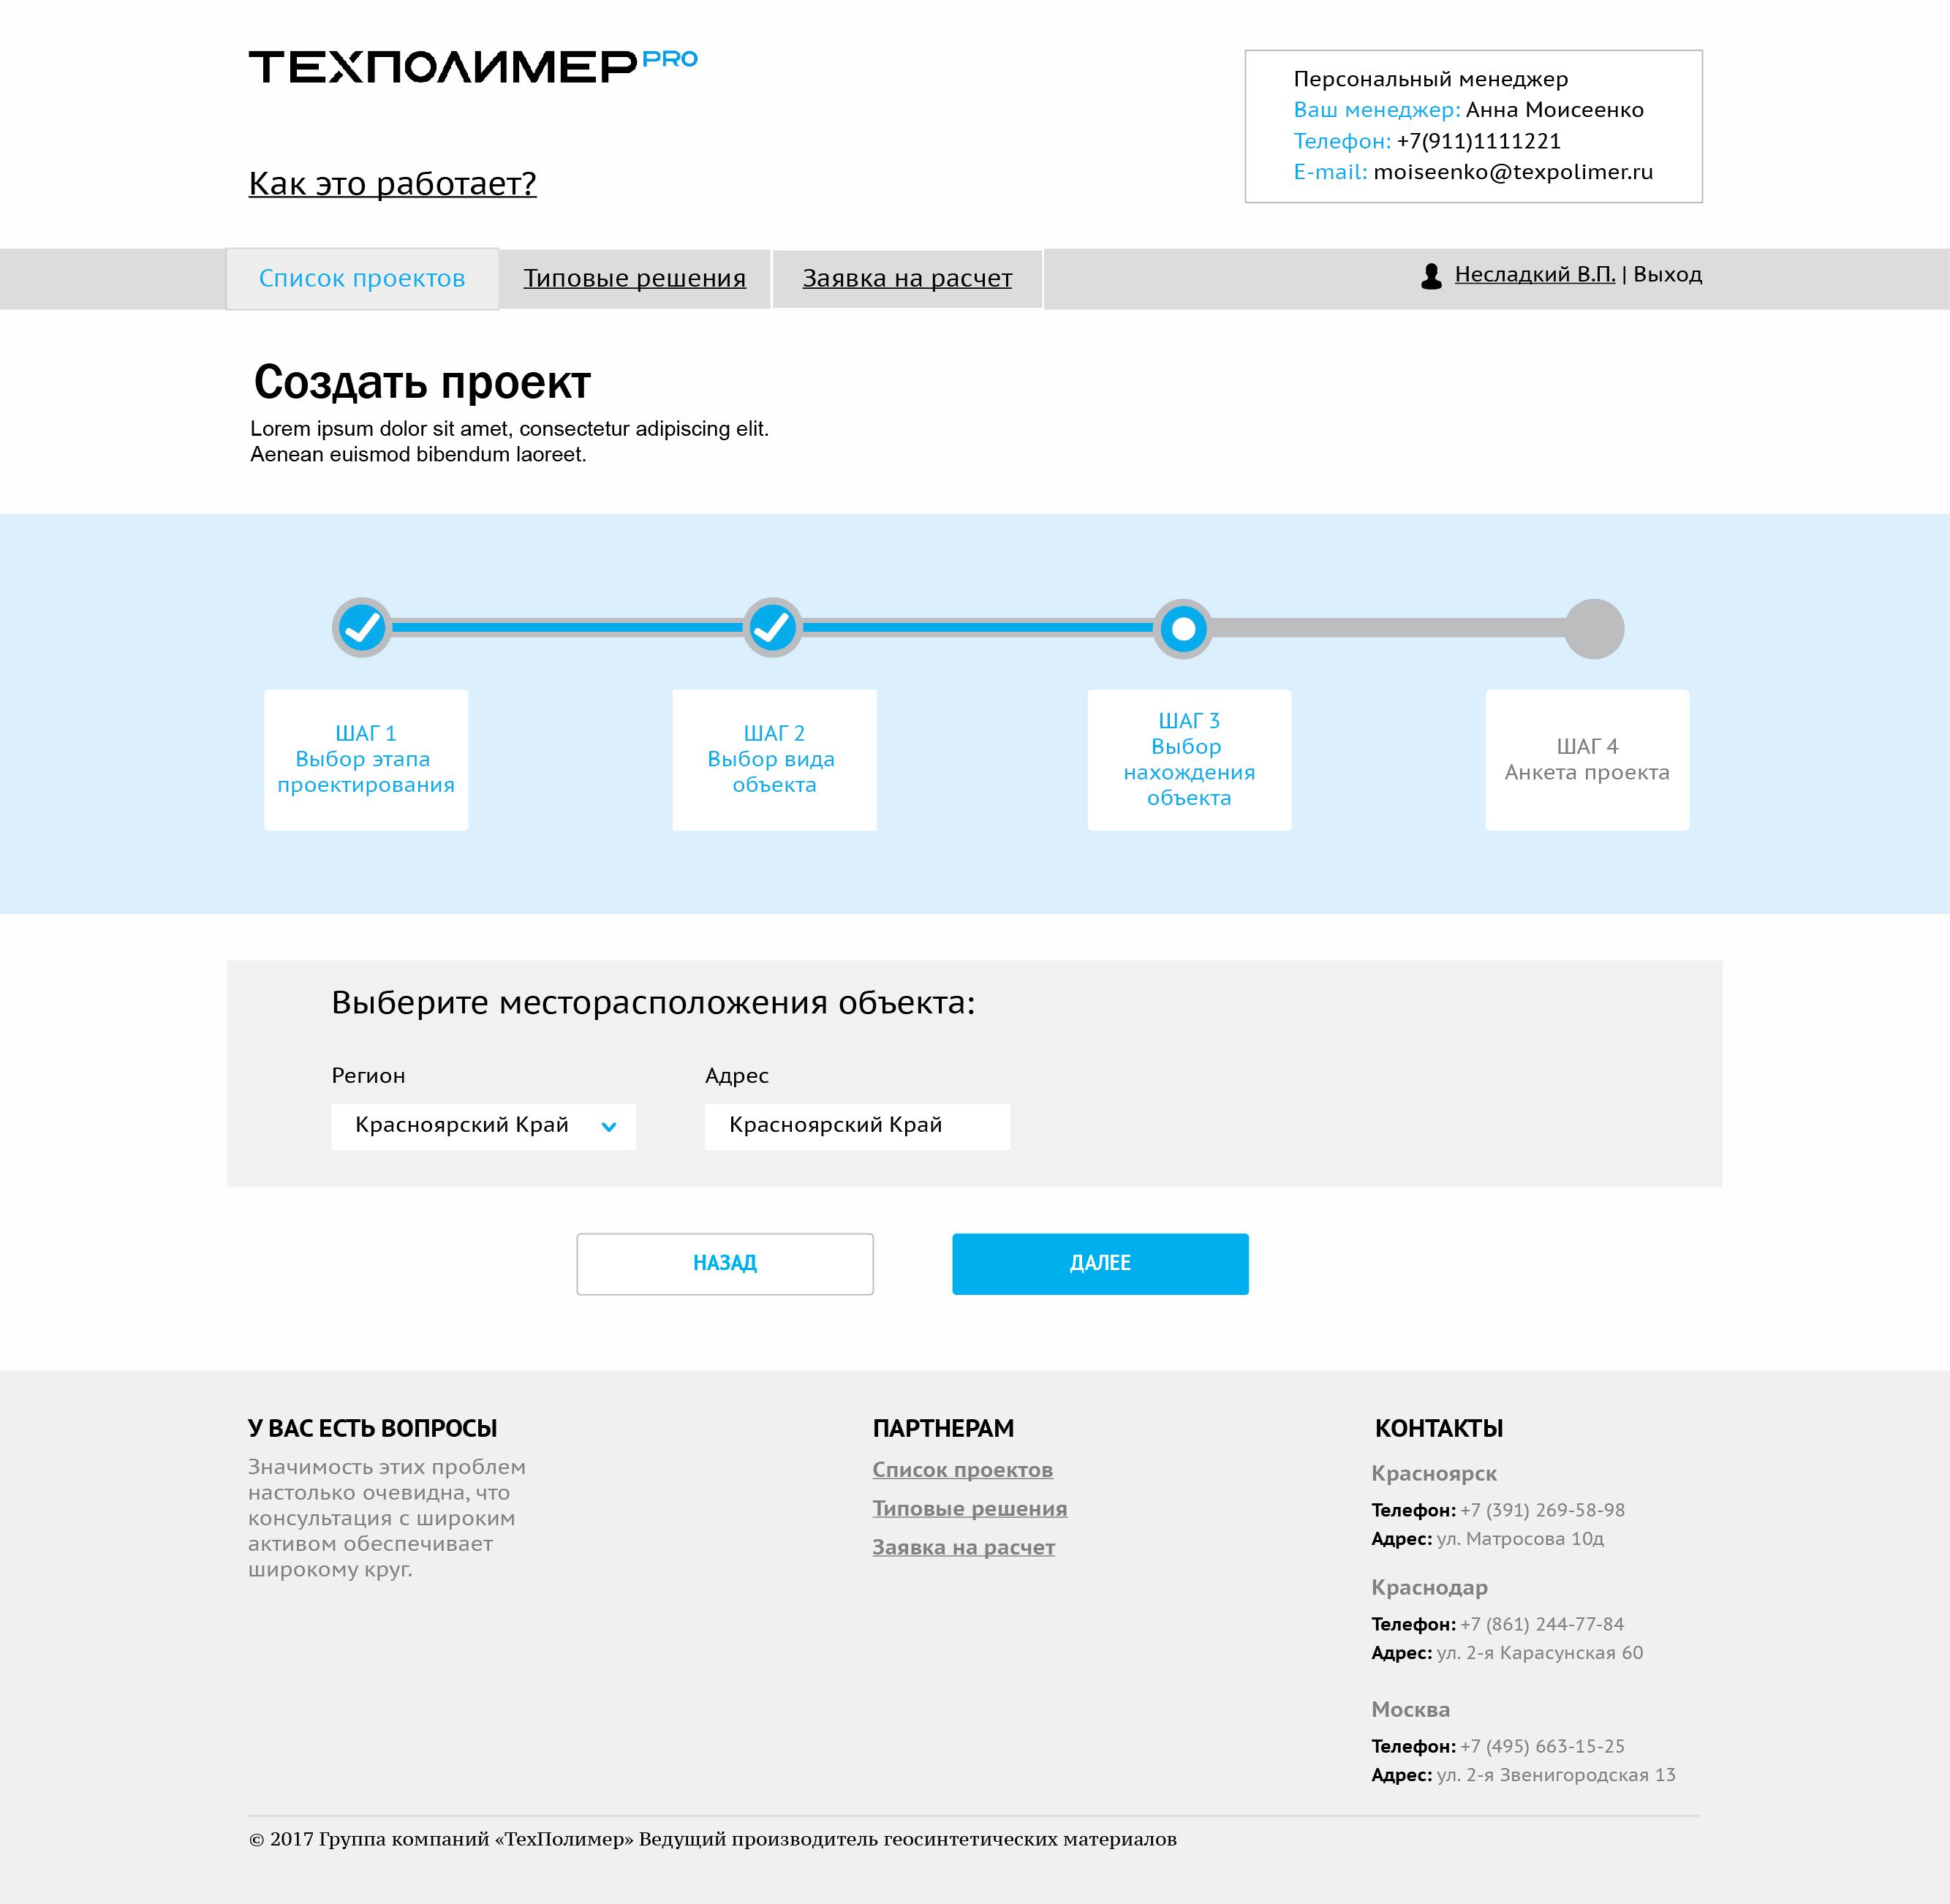 ТЕХПОЛИМЕР PRO
Персональный менеджер
Ваш менеджер: Анна Моисеенко
Телефон: +7(911)1111221
E-mail: moiseenko@texpolimer.ru
Как это работает?
Список проектов
Типовые решения
Заявка на расчет
Несладкий В.П. | Выход
Создать проект
Lorem ipsum dolor sit amet, consectetur adipiscing elit.
Aenean euismod bibendum laoreet.
ШАГ 1
Выбор этапа
проектирования
ШАГ 2
Выбор вида
объекта
ШАГ 3
Выбор
нахождения
объекта
ШАГ 4
Анкета проекта
Выберите месторасположения объекта:
Регион
Красноярский Край
Адрес
Красноярский Край
НАЗАД
ДАЛЕЕ
У ВАС ЕСТЬ ВОПРОСЫ
Значимость этих проблем
настолько очевидна, что
консультация с широким
активом обеспечивает
широкому круг.
ПАРТНЕРАМ
Список проектов
Типовые решения
Заявка на расчет
КОНТАКТЫ
Красноярск
Телефон: +7 (391) 269-58-98
Адрес: ул. Матросова 10д
Краснодар
Телефон: +7 (861) 244-77-84
Адрес: ул. 2-я Карасунская 60
Москва
Телефон: +7 (495) 663-15-25
Адрес: ул. 2-я Звенигородская 13
© 2017 Группа компаний «ТехПолимер» Ведущий производитель геосинтетических материалов